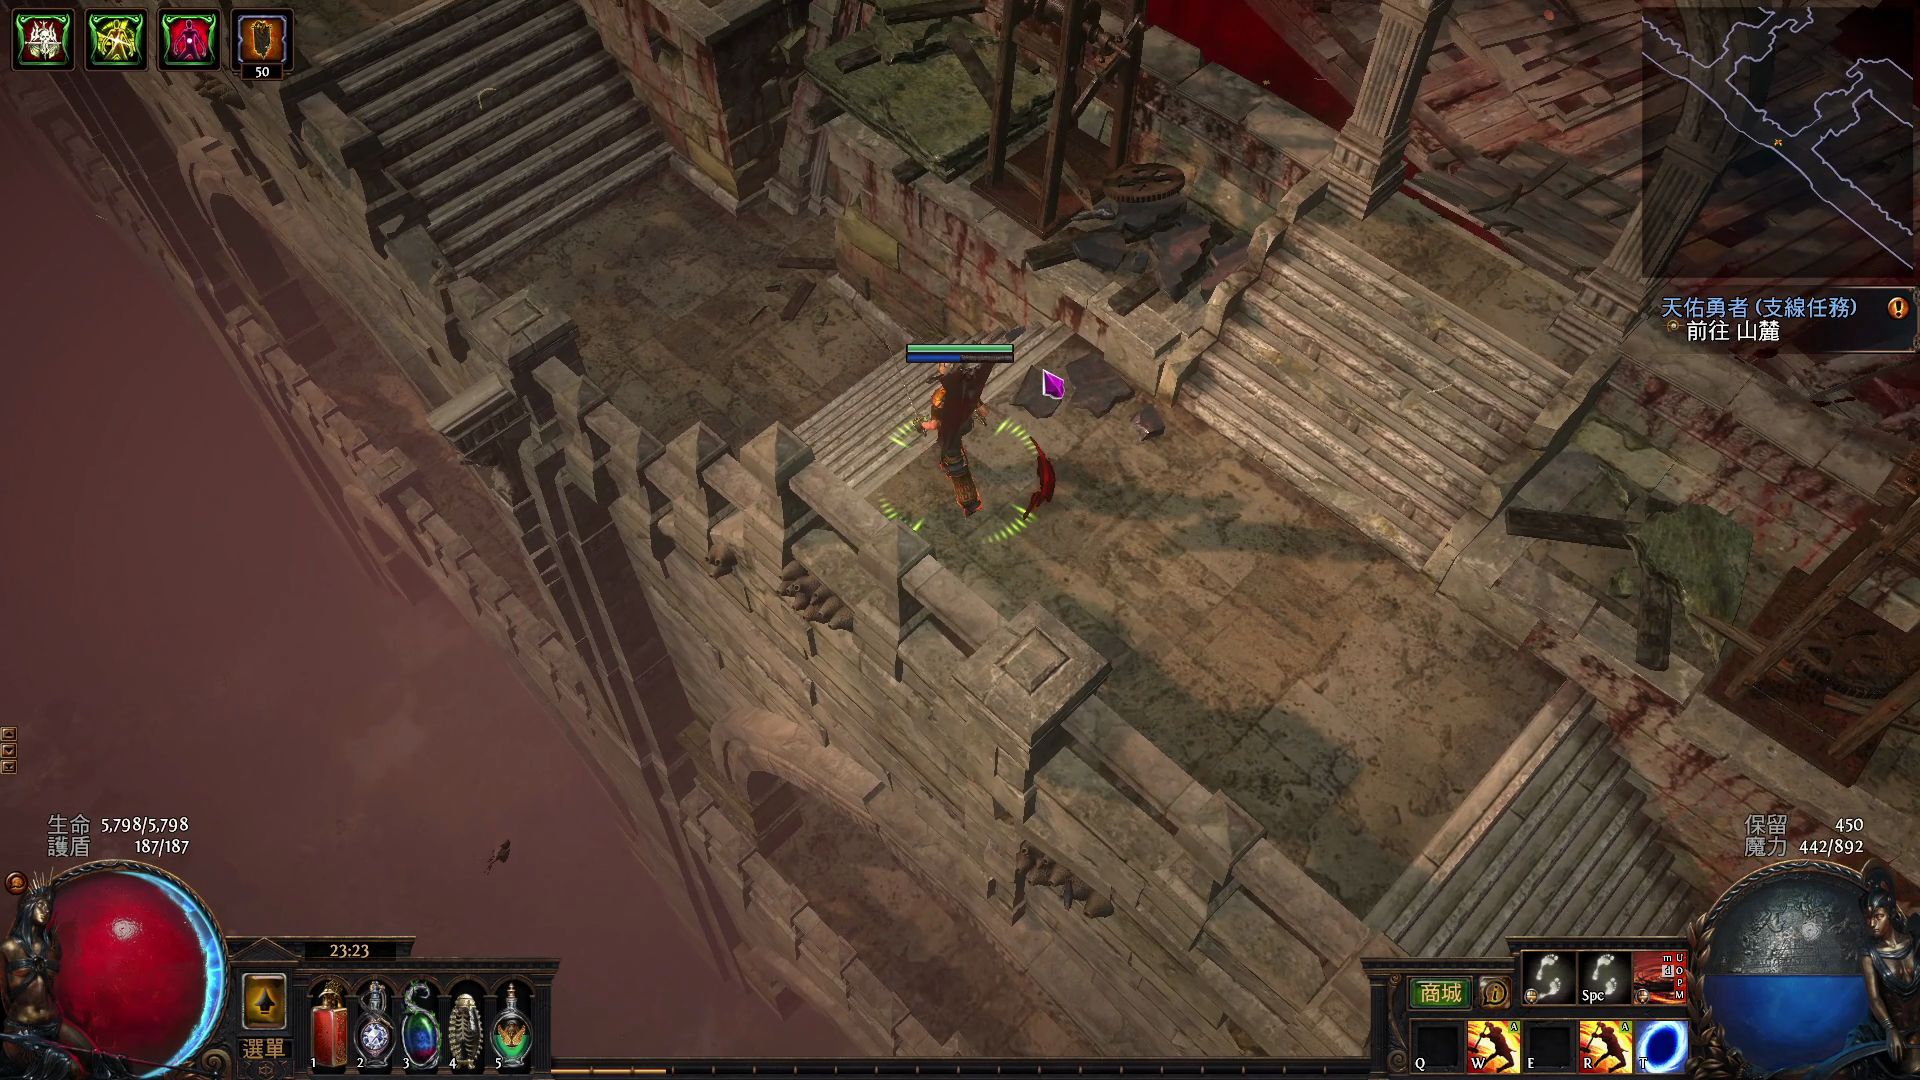 50
天佑勇者 (支線任務)
前往 山麓
生命 5,798/5,798
護盾 187/187
保留 450
魔力 442/892
23:23
選單
1
2
3
4
5
商城
Spc
m U
d O
P
M
Q
W A
E
R A
T